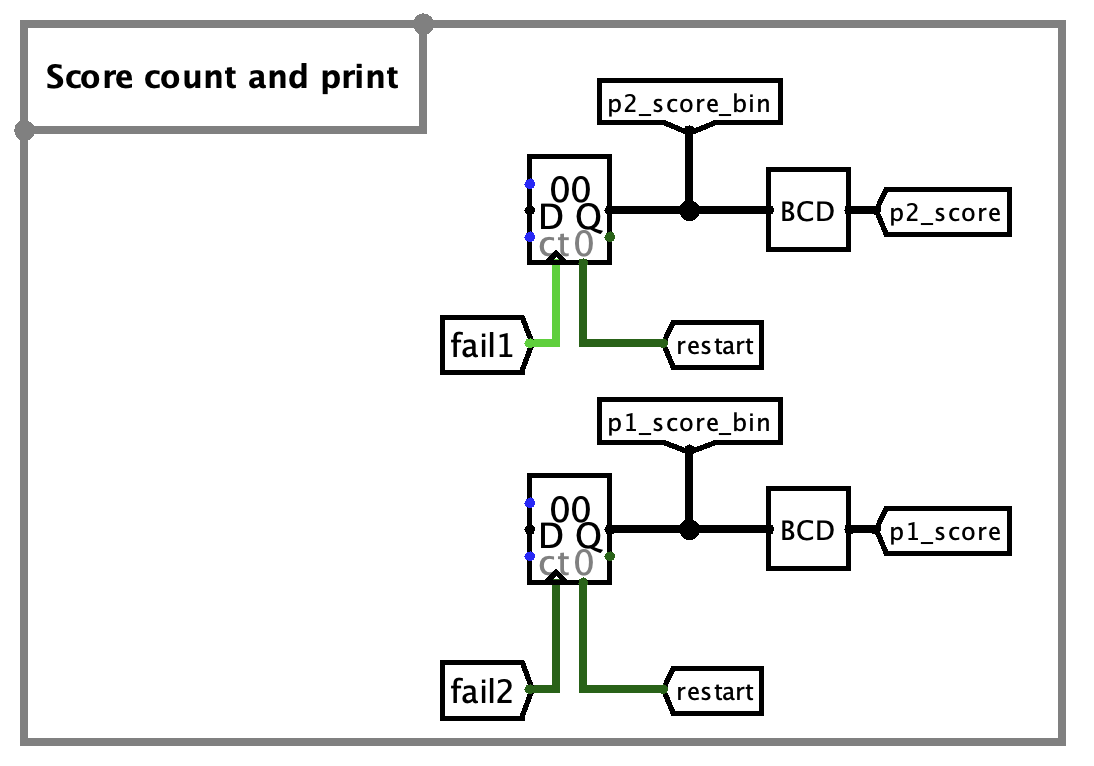 Score count and print
p2_score_bin
00
D Q
ct 0
BCD
p2_score
fail1
restart
p1_score_bin
00
D Q
ct 0
BCD
p1_score
fail2
restart